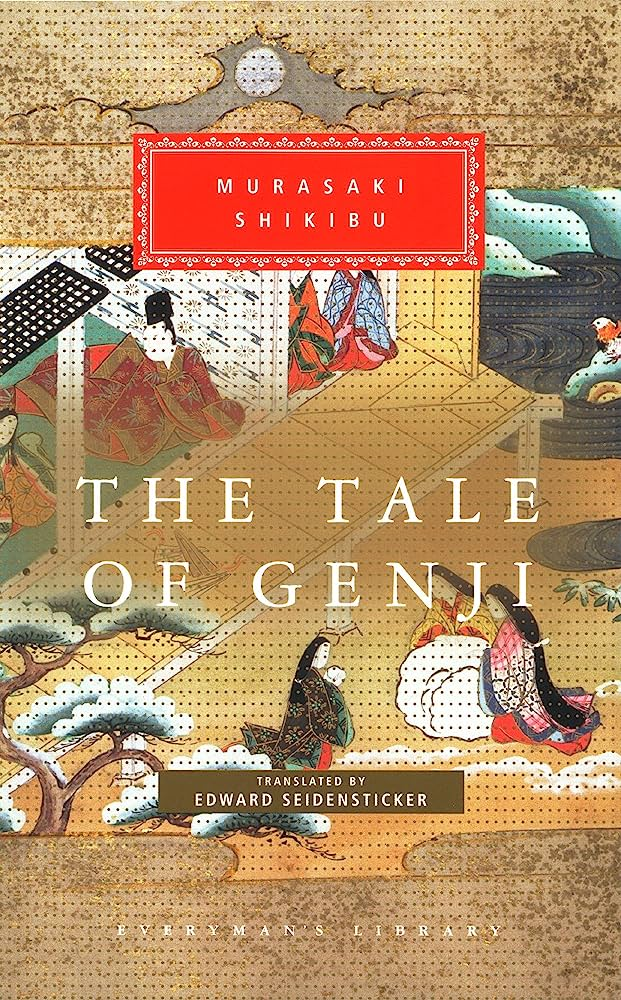 MURASAKI
SHIKIBU
THE TALE
OF GENJI
TRANSLATED BY
EDWARD SEIDENSTICKER
EVERYMAN'S LIBRARY